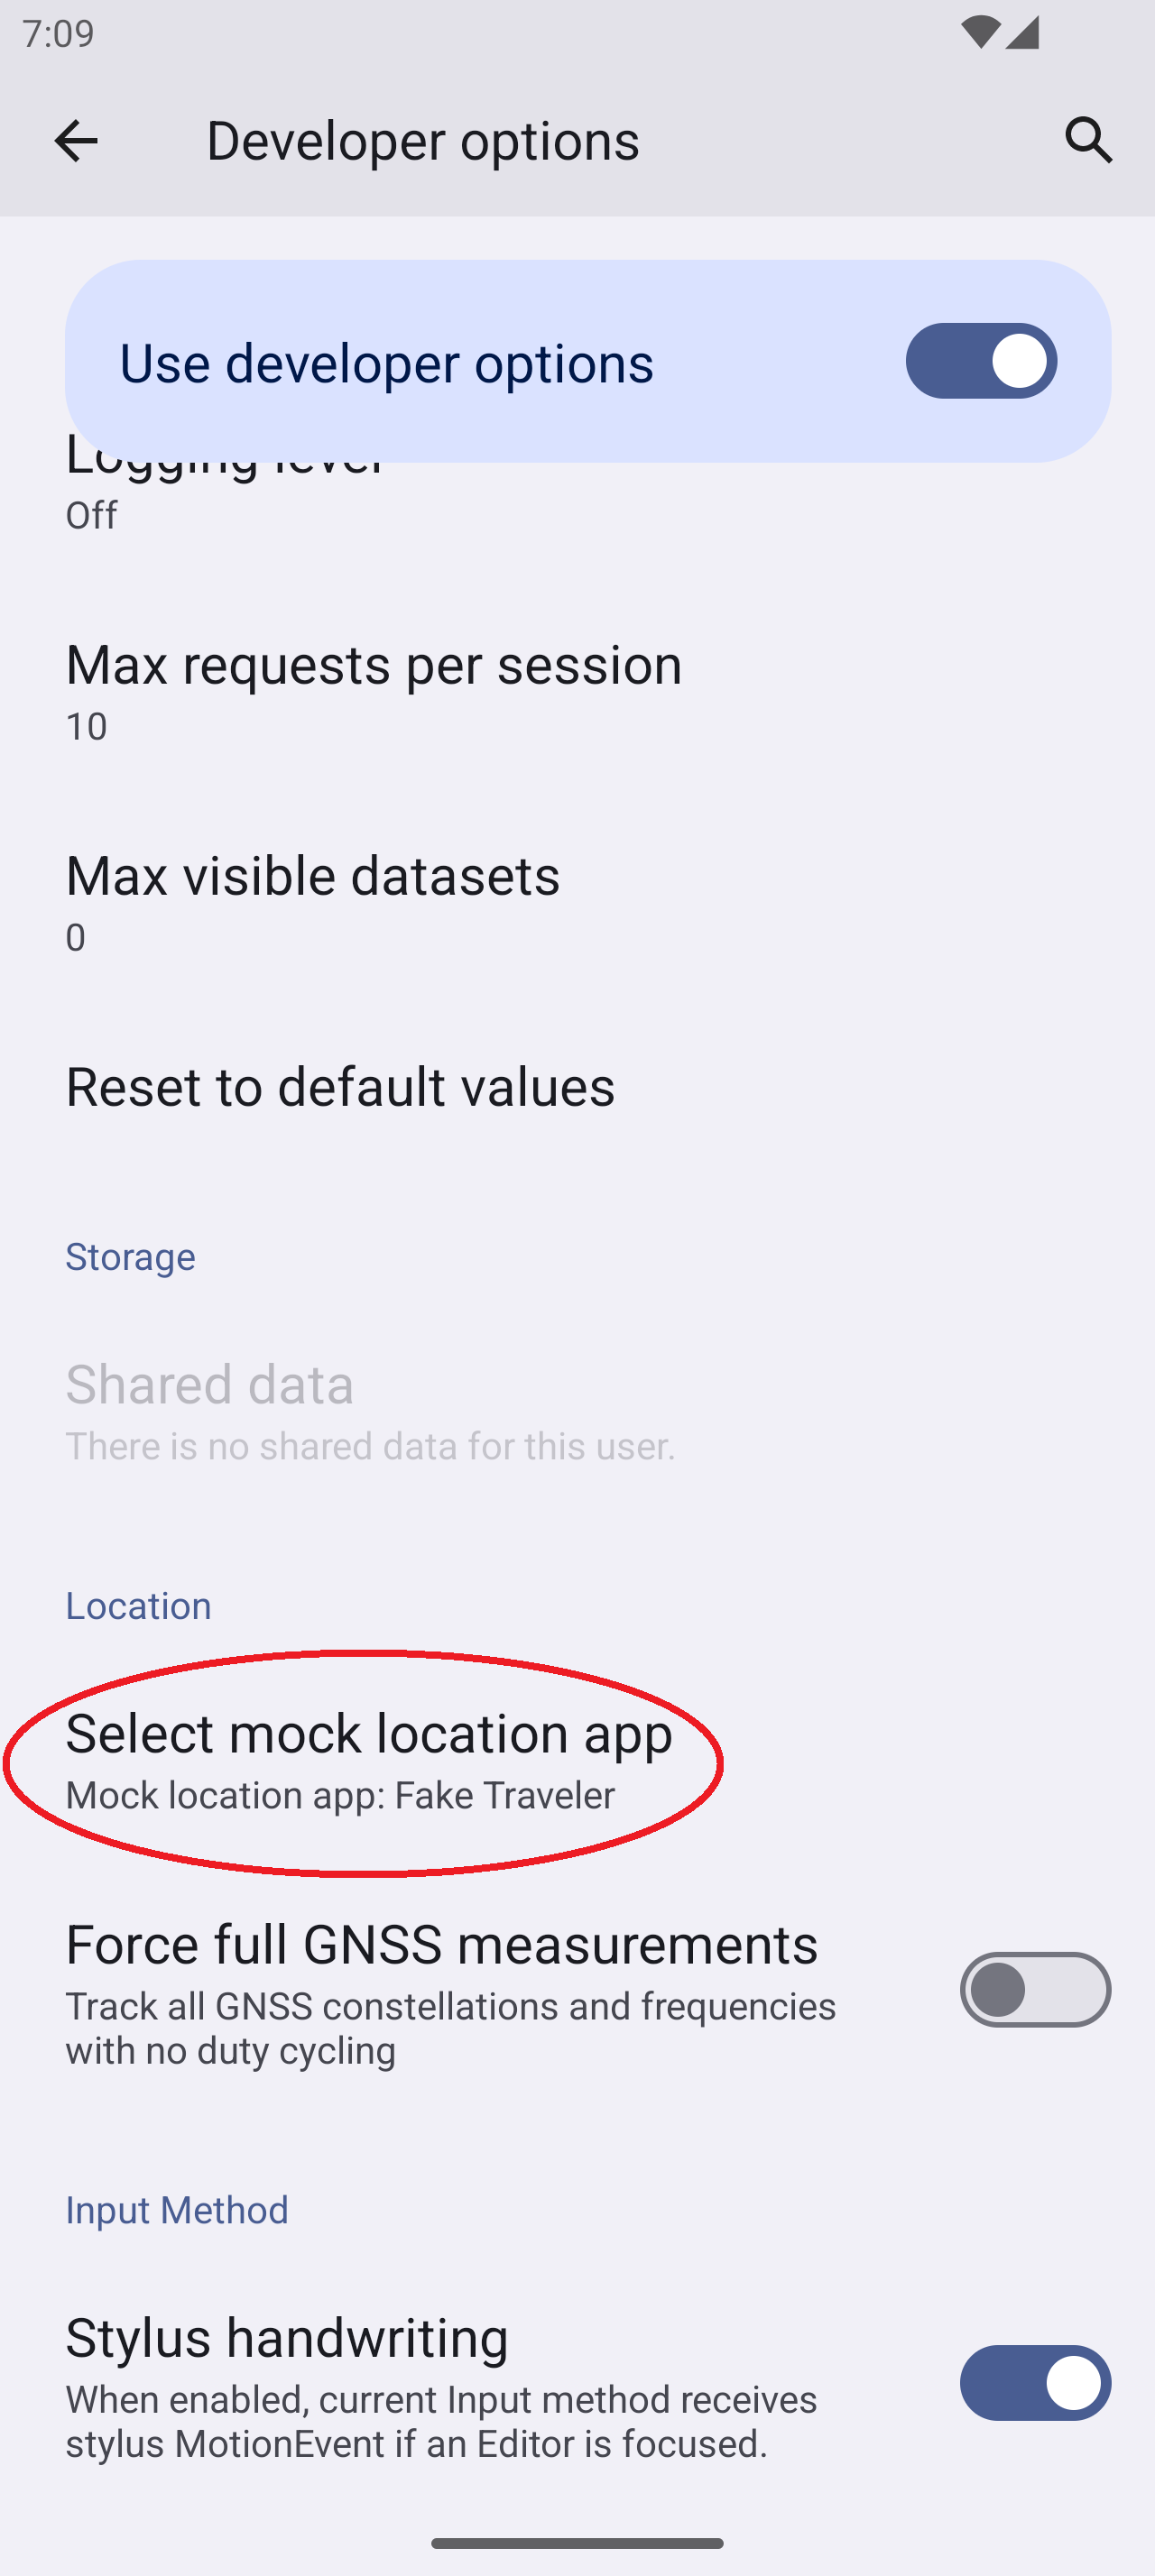 7:09
Developer options
Use developer options
Logging level
Off
Max requests per session
10
Max visible datasets
0
Reset to default values
Storage
Shared data
There is no shared data for this user.
Location
Select mock location app
Mock location app: Fake Traveler
Force full GNSS measurements
Track all GNSS constellations and frequencies
with no duty cycling
Input Method
Stylus handwriting
When enabled, current Input method receives
stylus MotionEvent if an Editor is focused.